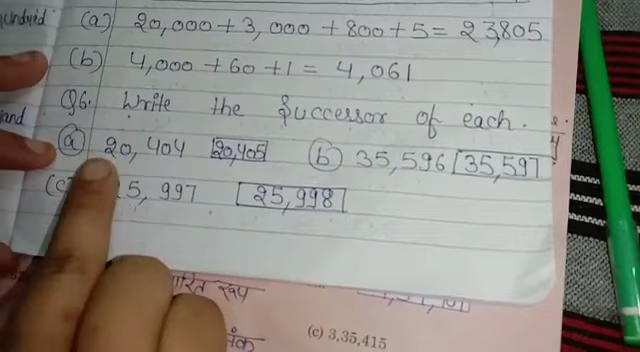 (a) 20,000+3,000+800+5=23,805
(b) 4,000+60+1=4,061
Q6. Write the Successor of each.
(a) 20,404 20,405 (b) 35,596 35,597
(c) 25,997 25,998
रूप
(c) 3,35,415